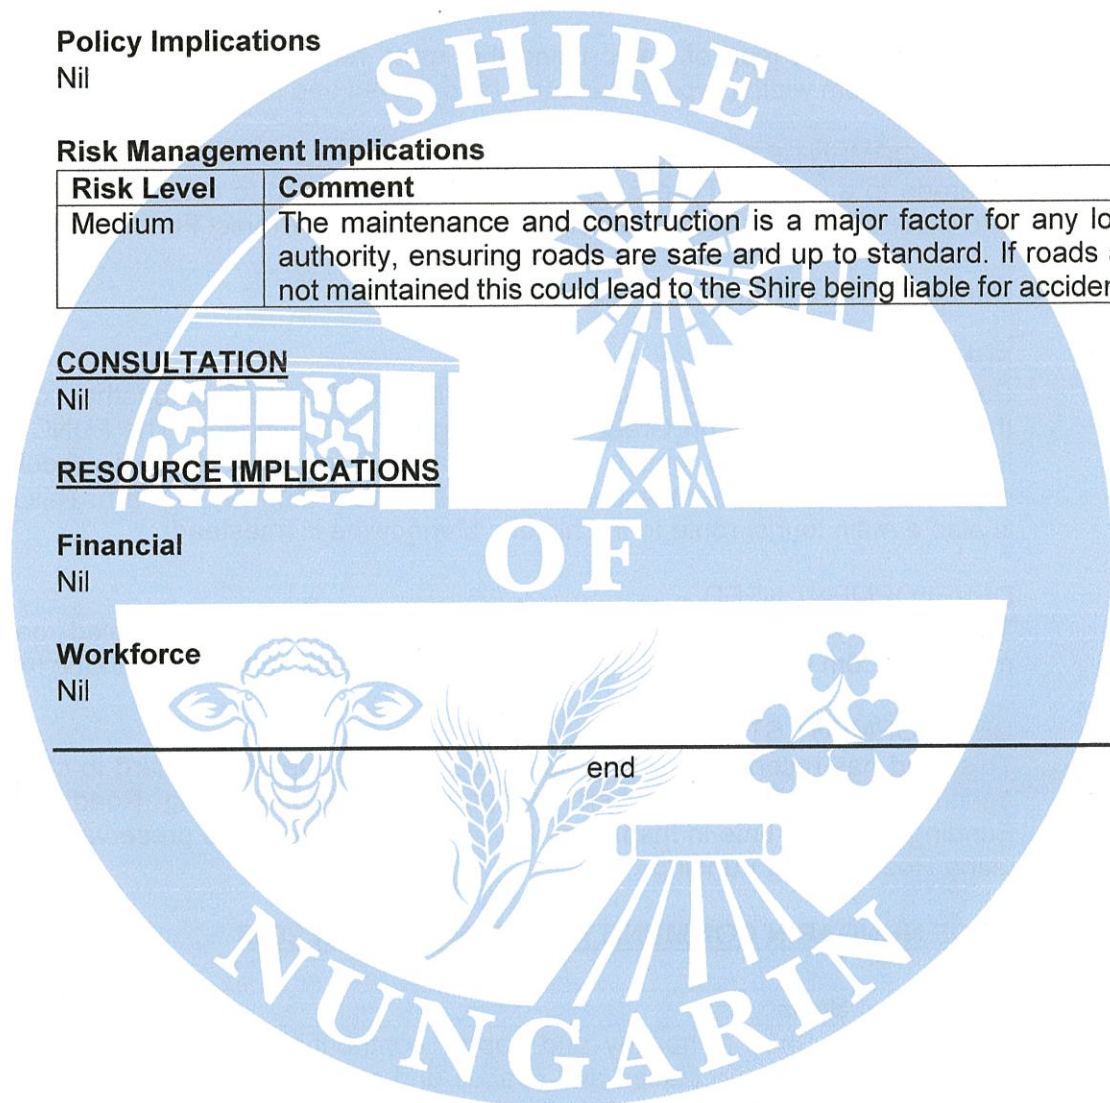 SHIRE
Policy Implications
Nil
Risk Management Implications
Risk Level Comment
Medium The maintenance and construction is a major factor for any
authority, ensuring roads are safe and up to standard. If roads
not maintained this could lead to the Shire being liable for
CONSULTATION
Nil
RESOURCE IMPLICATIONS
OF
Financial
Nil
Workforce
Nil
end
NUNGARIN